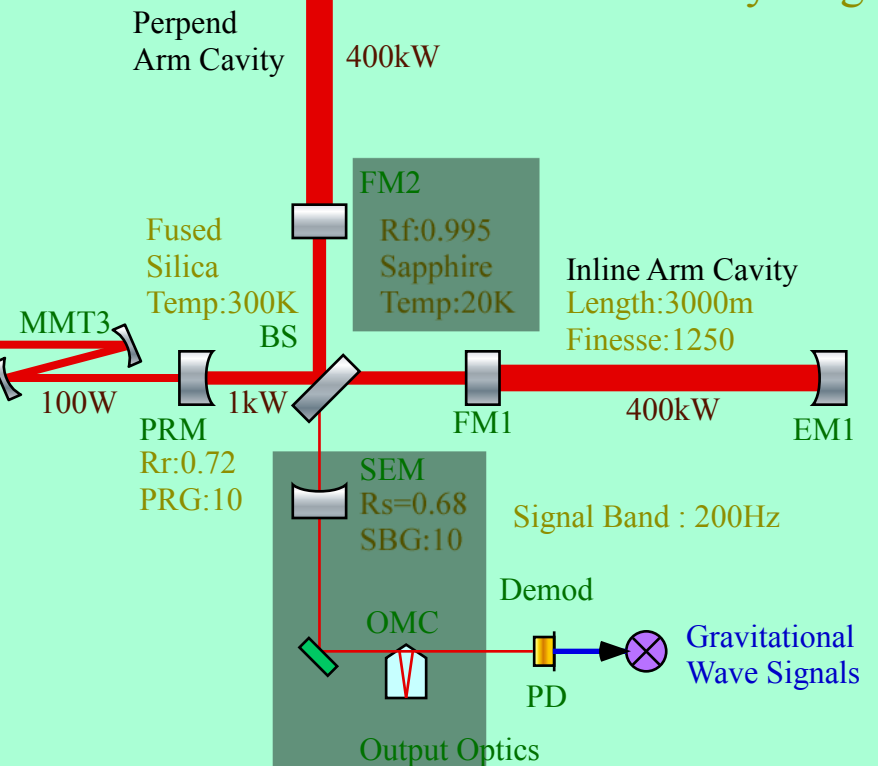 Perpend
Arm Cavity
400kW
FM2
Fused
Silica
Temp:300K
Rf:0.995
Sapphire
Temp:20K
Inline Arm Cavity
Length:3000m
Finesse:1250
MMT3
BS
100W
1kW
FM1
400kW
EM1
PRM
Rr:0.72
PRG:10
SEM
Rs=0.68
SBG:10
Signal Band : 200Hz
Demod
OMC
Gravitational
Wave Signals
PD
Output Optics